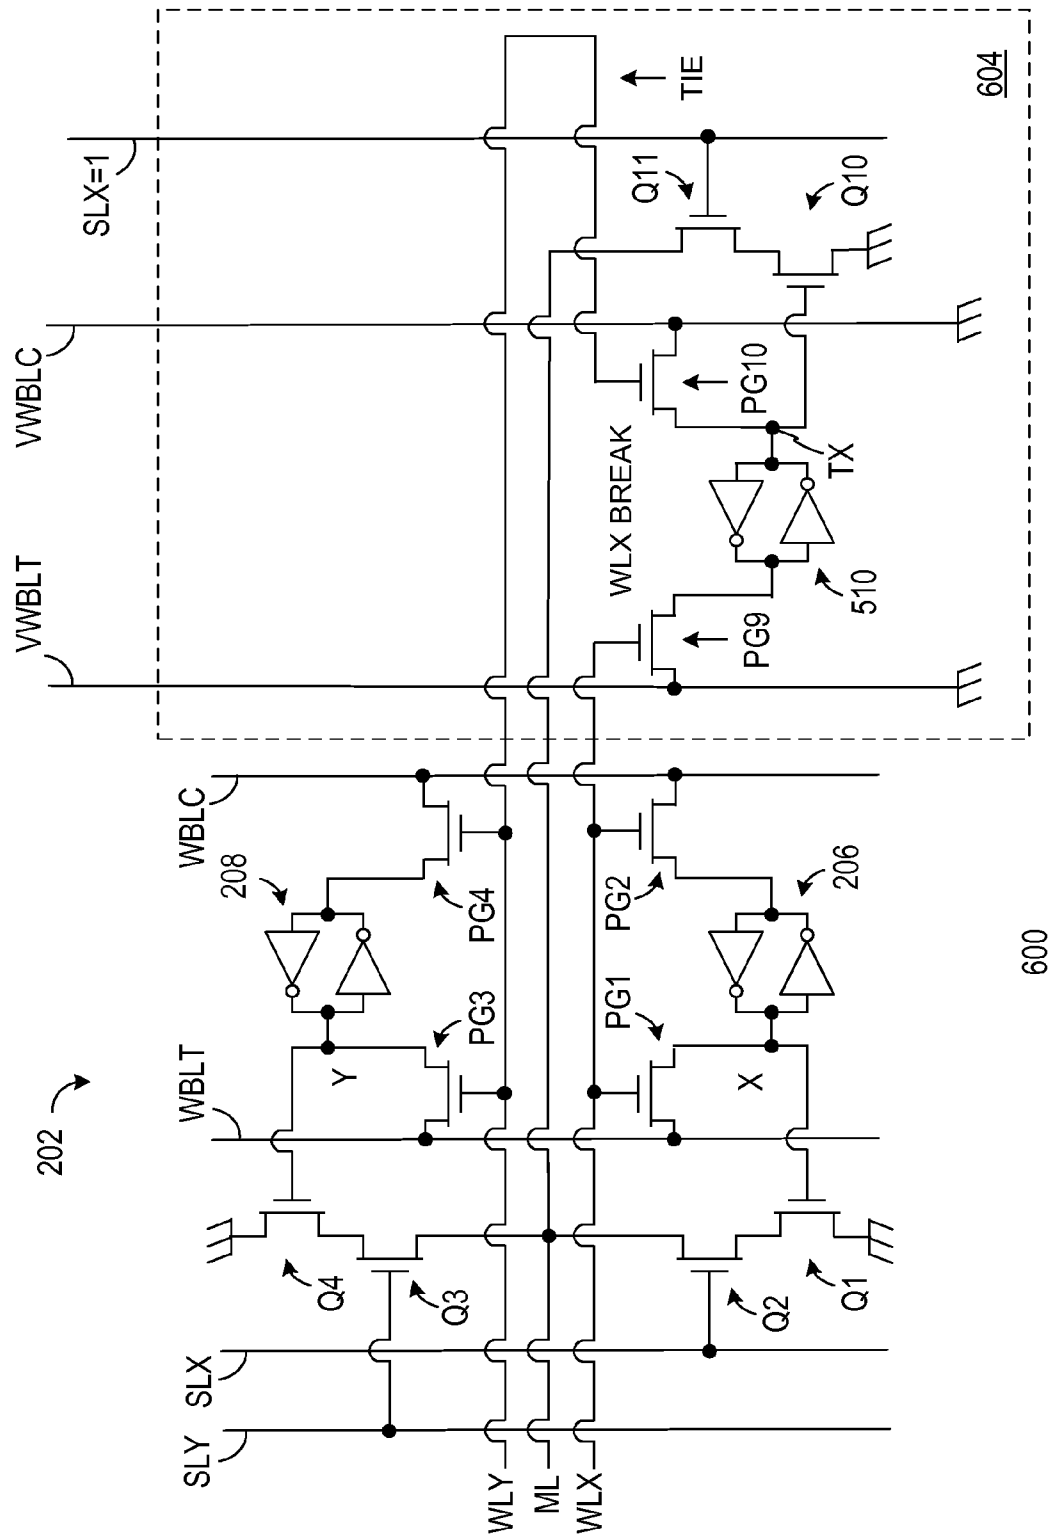 202
SLY
SLX
WBLT
WBLC
VWBLT
VWBLC
SLX=1
Q4
Q3
Y
PG3
208
PG4
WLY
ML
WLX
Q2
Q1
PG1
X
PG2
206
PG9
510
WLX BREAK
TX
PG10
Q11
Q10
TIE
604
600